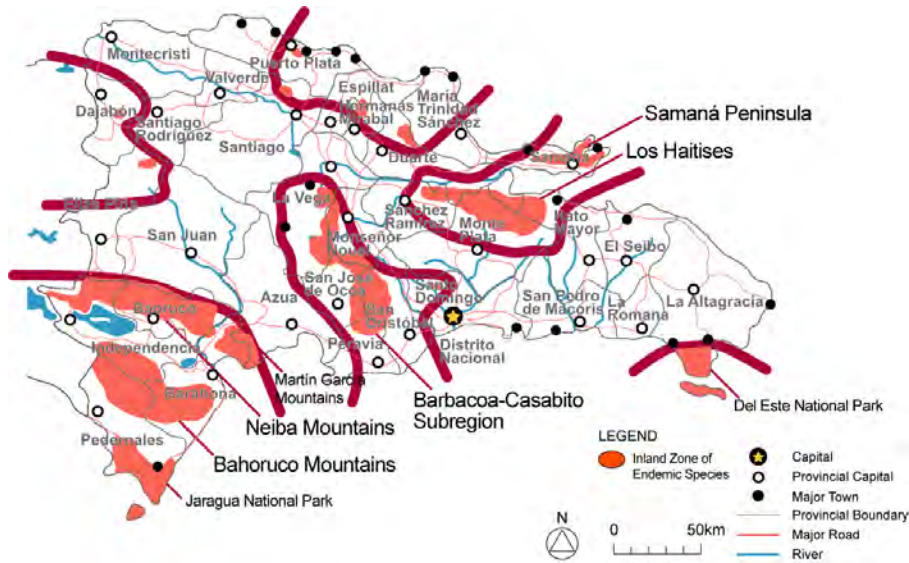 Montecristi
Puerto Plata
Valverde
Espillat
Dajabón
Hermanas
Mirabal
María
Trinidad
Sánchez
Santiago
Rodríguez
Santiago
Duarte
Samaná Peninsula
Samaná
Los Haitises
Elías Piña
La Vega
Sánchez
Ramírez
Monte
Plata
Hato
Mayor
San Juan
Monseñor
Nouel
El Seibo
San José
de Ocoa
Azua
Santo
Domingo
San Pedro
de Macorís
La
Romana
La Altagracia
Baoruco
San
Cristóbal
Peravia
Distrito
Nacional
Independencia
Martín García
Mountains
Barahona
Neiba Mountains
Barbacoa-Casabito
Subregion
Del Este National Park
Pedernales
Bahoruco Mountains
Jaragua National Park
LEGEND
Inland Zone of
Endemic Species
Capital
Provincial Capital
Major Town
Provincial Boundary
Major Road
River
N
0 50km